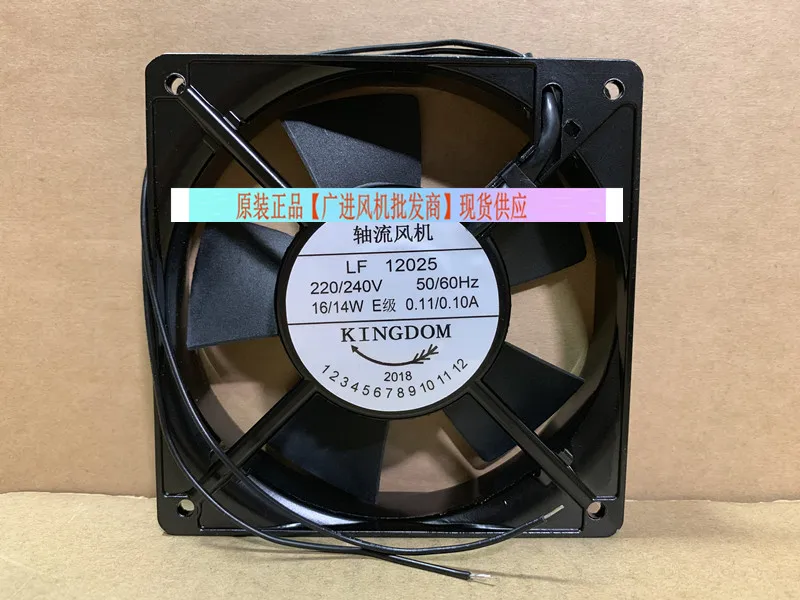 原装正品【广进风机批发商】现货供应
轴流风机
LF 12025
220/240V 50/60Hz
16/14W E级 0.11/0.10A
KINGDOM
2018
1 2 3 4 5 6 7 8 9 10 11 12